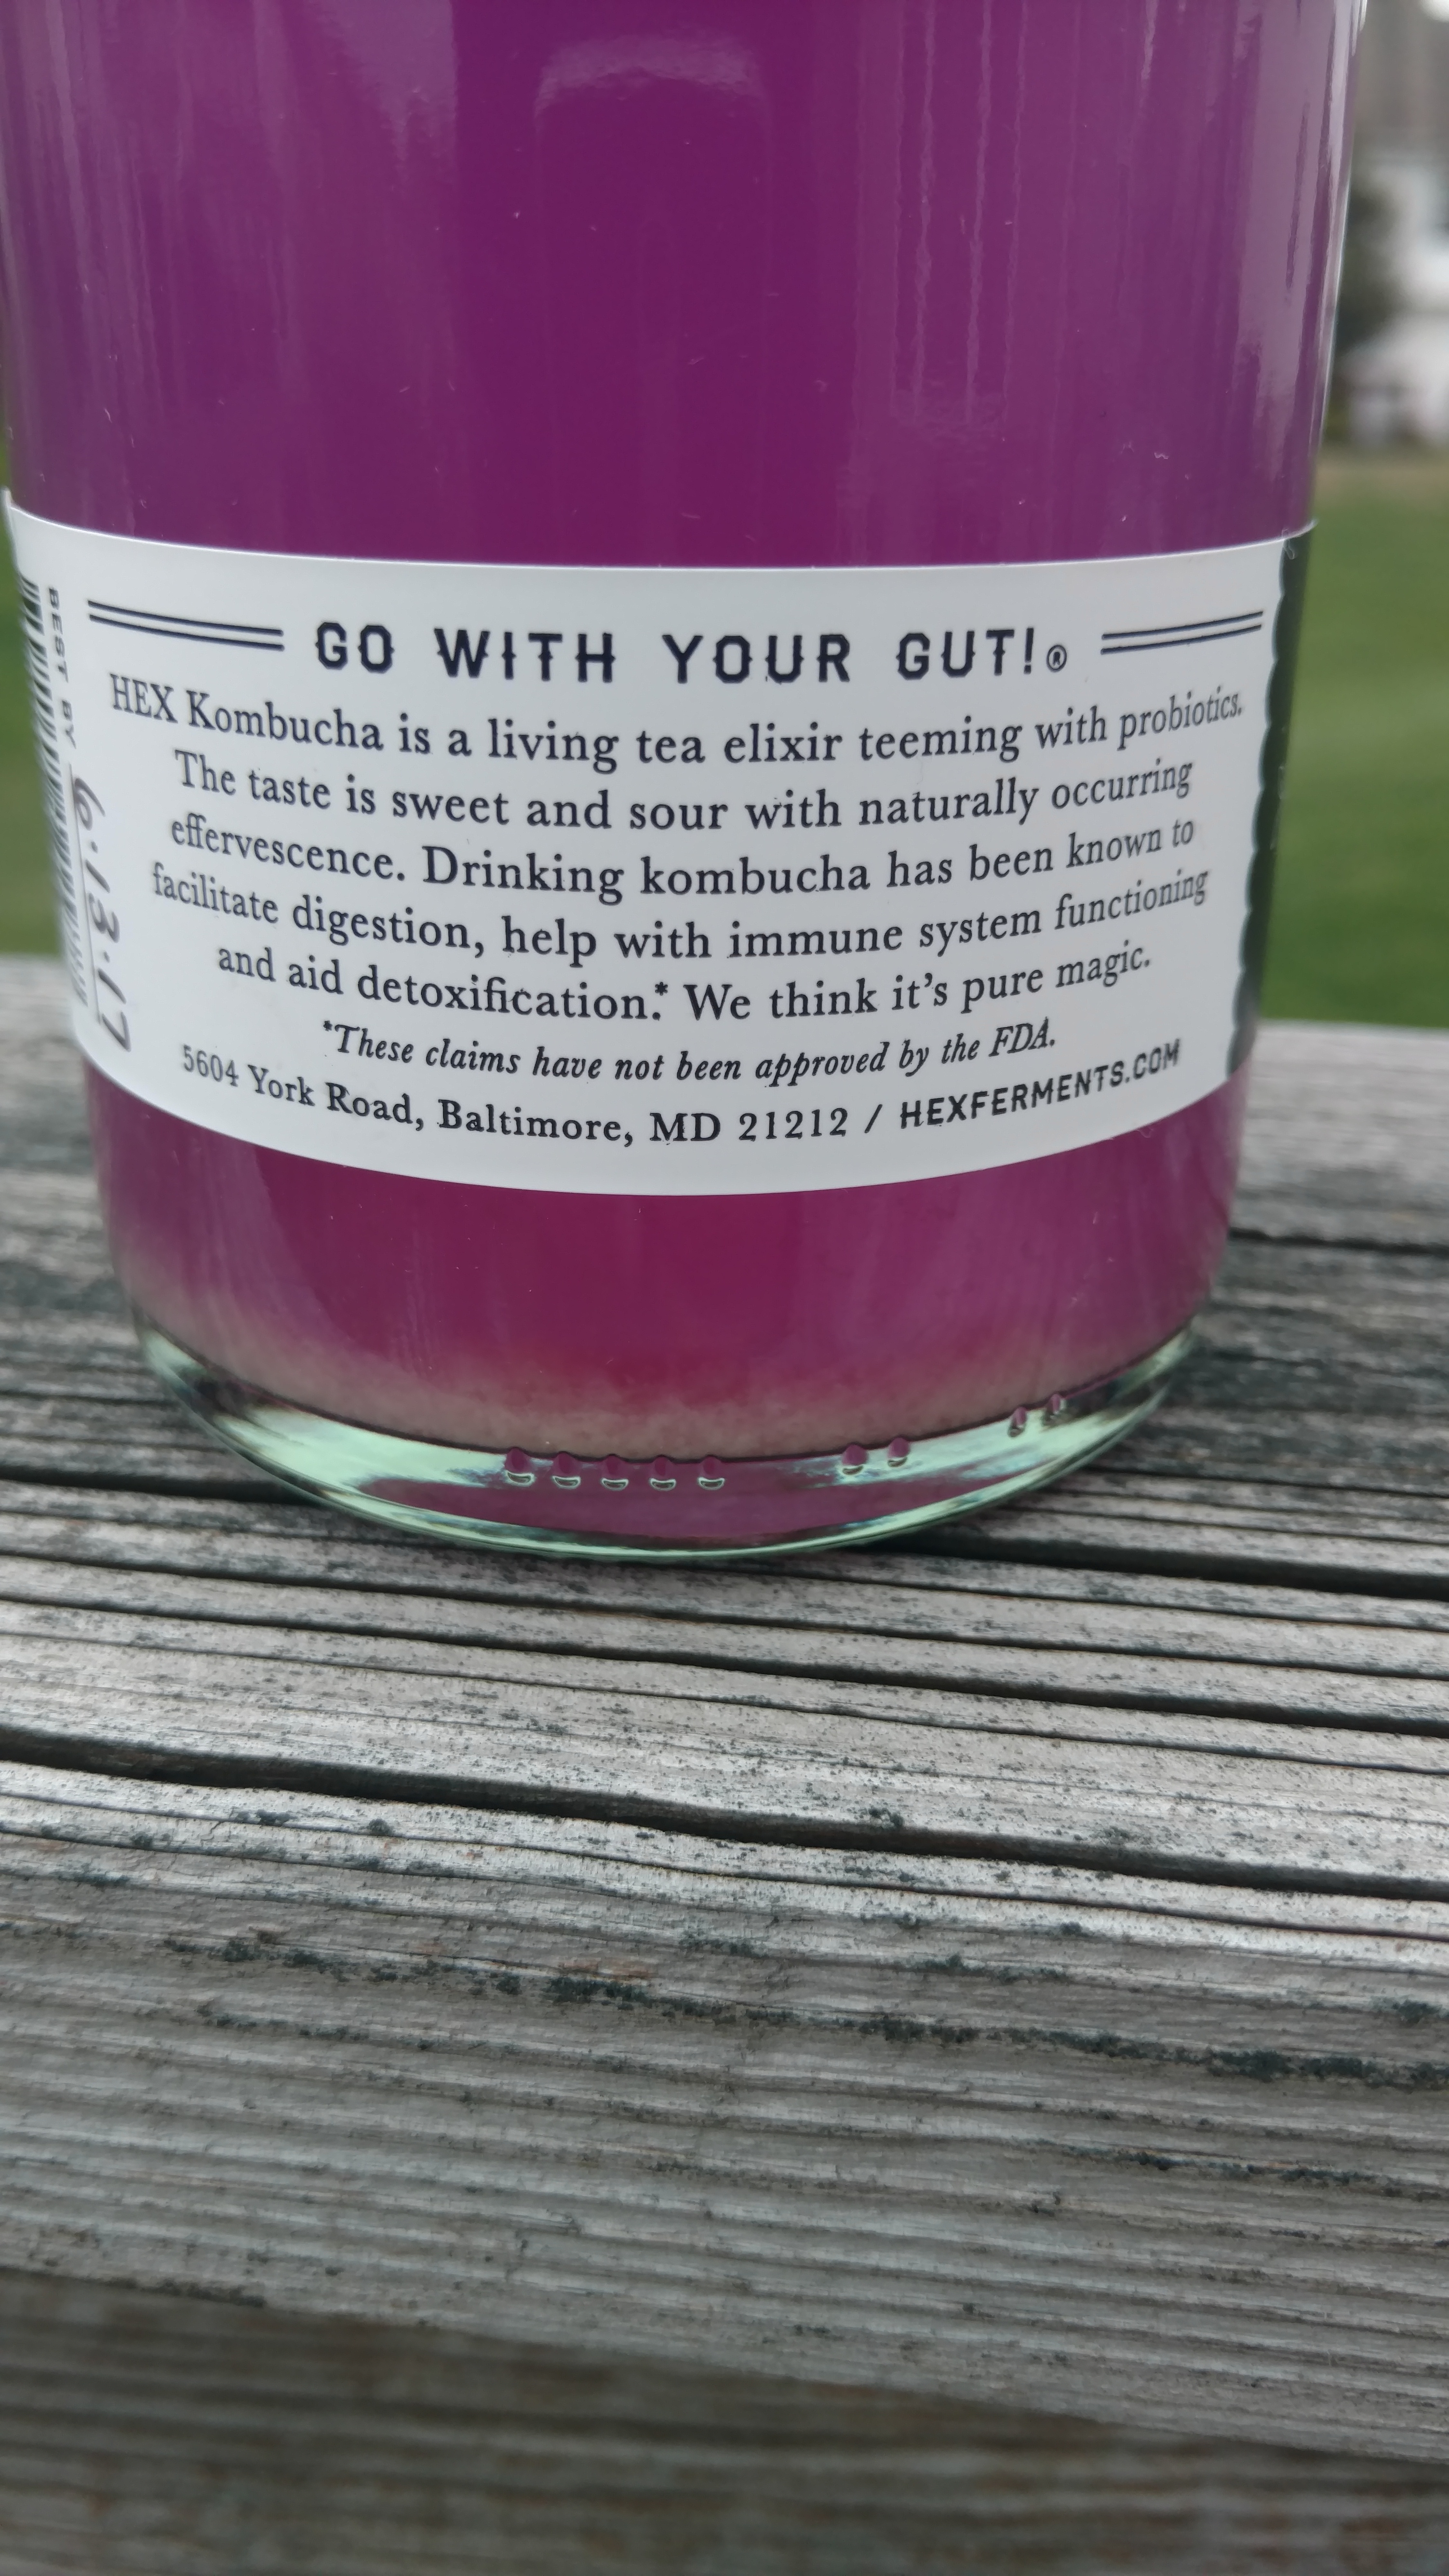 GO WITH YOUR GUT!®
HEX Kombucha is a living tea elixir teeming with probiotics.
The taste is sweet and sour with naturally occurring
effervescence. Drinking kombucha has been known to
facilitate digestion, help with immune system functioning
and aid detoxification.* We think it's pure magic.
*These claims have not been approved by the FDA.
5604 York Road, Baltimore, MD 21212 / HEXFERMENTS.COM
BEST BY 6.13.17